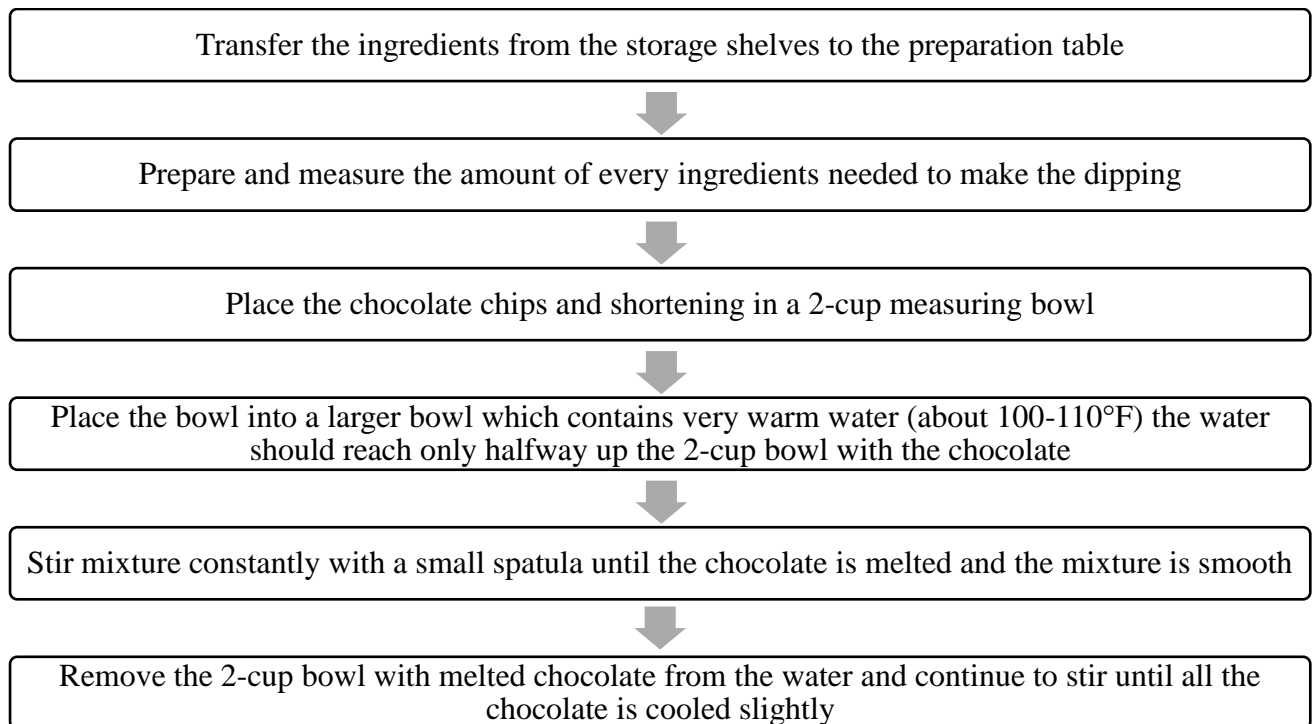 Transfer the ingredients from the storage shelves to the preparation table
Prepare and measure the amount of every ingredients needed to make the dipping
Place the chocolate chips and shortening in a 2-cup measuring bowl
Place the bowl into a larger bowl which contains very warm water (about 100-110°F) the water
should reach only halfway up the 2-cup bowl with the chocolate
Stir mixture constantly with a small spatula until the chocolate is melted and the mixture is smooth
Remove the 2-cup bowl with melted chocolate from the water and continue to stir until all the
chocolate is cooled slightly